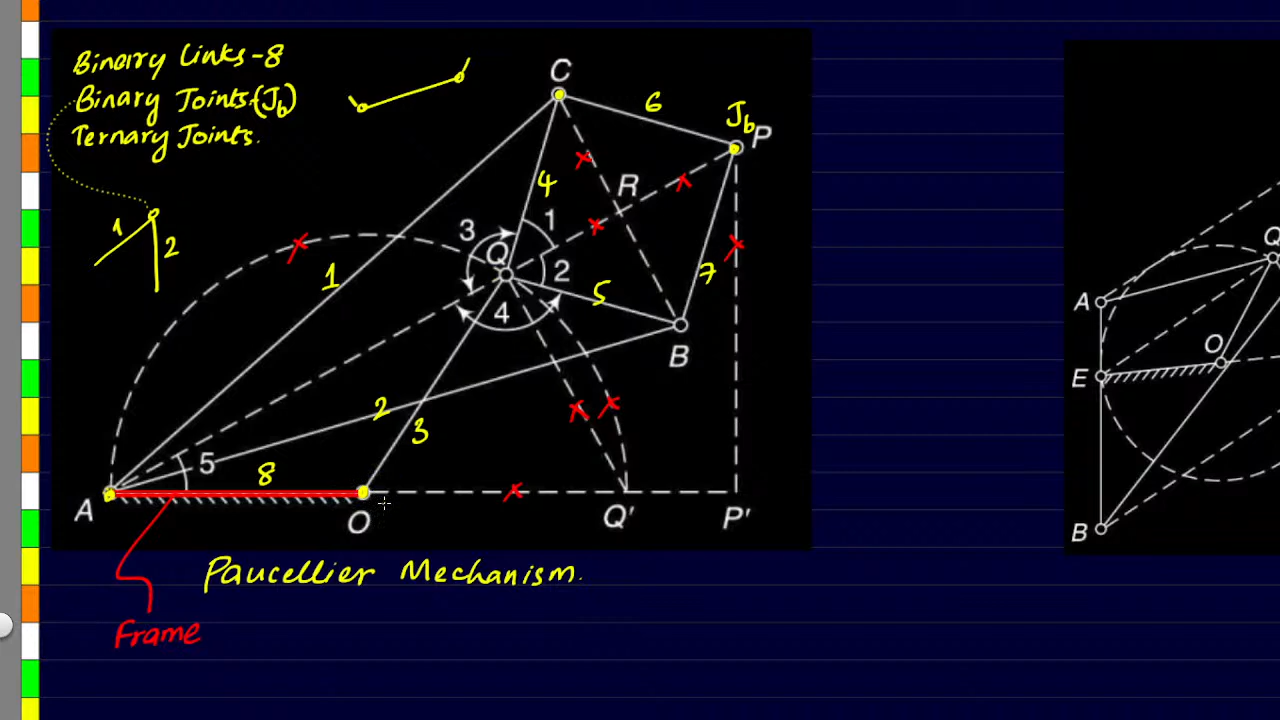 Binary Links-8
Binary Joints(Jb)
Ternary Joints.
1
2
C
6
Jb
P
4
R
3
1
Q
2
1
5
7
4
B
2
3
5
8
A
O
Q'
P'
Paucellier Mechanism.
Frame
A
Q
O
E
B